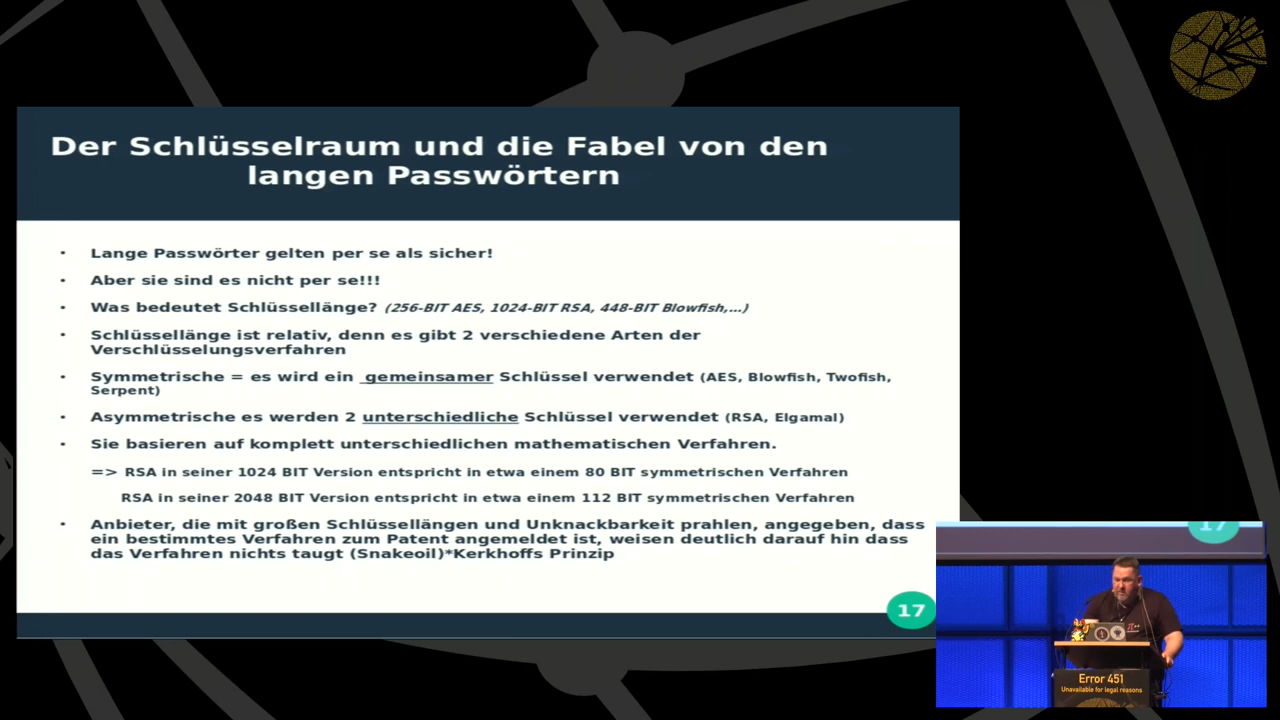 Der Schlüsselraum und die Fabel von den
langen Passwörtern
• Lange Passwörter gelten per se als sicher!
• Aber sie sind es nicht per se!!!
• Was bedeutet Schlüssellänge? (256-BIT AES, 1024-BIT RSA, 448-BIT Blowfish,...)
• Schlüssellänge ist relativ, denn es gibt 2 verschiedene Arten der
Verschlüsselungsverfahren
• Symmetrische = es wird ein gemeinsamer Schlüssel verwendet (AES, Blowfish, Twofish,
Serpent)
• Asymmetrische es werden 2 unterschiedliche Schlüssel verwendet (RSA, Elgamal)
• Sie basieren auf komplett unterschiedlichen mathematischen Verfahren.
=> RSA in seiner 1024 BIT Version entspricht in etwa einem 80 BIT symmetrischen Verfahren
RSA in seiner 2048 BIT Version entspricht in etwa einem 112 BIT symmetrischen Verfahren
• Anbieter, die mit großen Schlüssellängen und Unknackbarkeit prahlen, angegeben, dass
ein bestimmtes Verfahren zum Patent angemeldet ist, weisen deutlich darauf hin dass
das Verfahren nichts taugt (Snakeoil)*Kerkhoffs Prinzip
17
17
Error 451
Unavailable for legal reasons